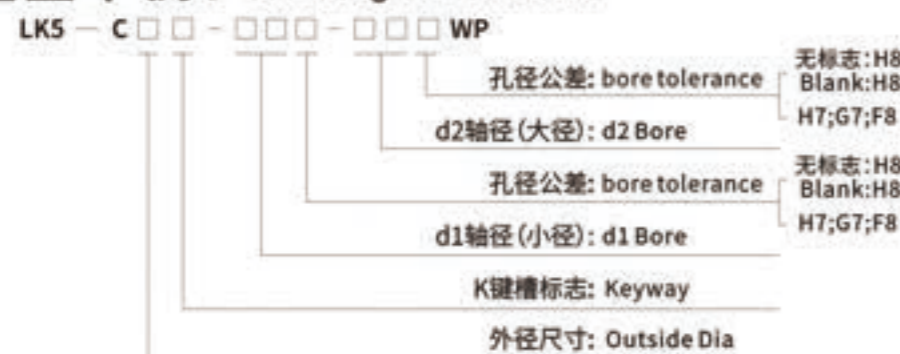 LK5 — C□ □ - □□□ - □□□ WP
孔径公差: bore tolerance
无标志:H8
Blank:H8
H7;G7;F8
d2轴径(大径): d2 Bore
孔径公差: bore tolerance
无标志:H8
Blank:H8
H7;G7;F8
d1轴径(小径): d1 Bore
K键槽标志: Keyway
外径尺寸: Outside Dia